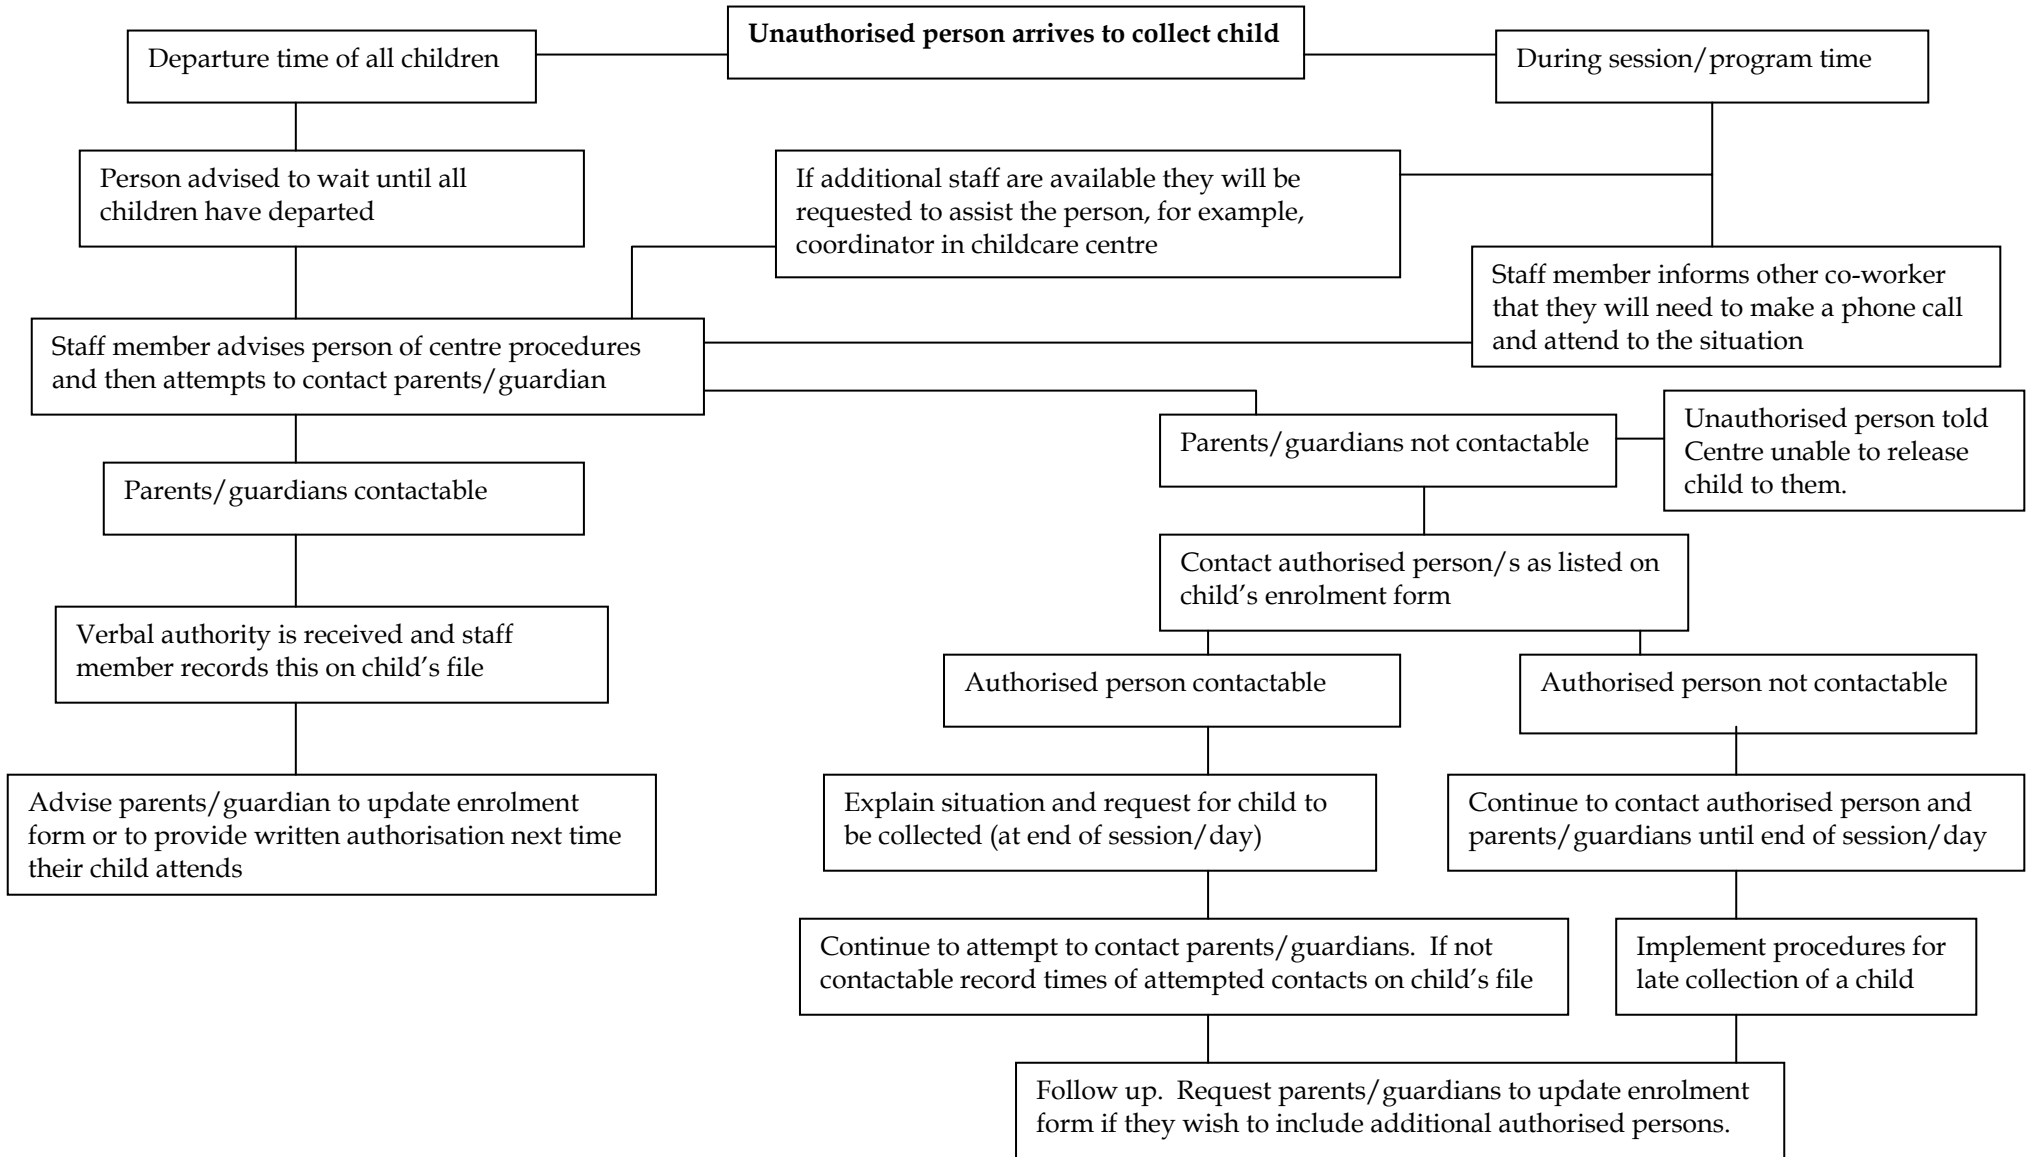 Unauthorised person arrives to collect child
Departure time of all children
During session/program time
Person advised to wait until all
children have departed
If additional staff are available they will be
requested to assist the person, for example,
coordinator in childcare centre
Staff member informs other co-worker
that they will need to make a phone call
and attend to the situation
Staff member advises person of centre procedures
and then attempts to contact parents/guardian
Parents/guardians not contactable
Unauthorised person told
Centre unable to release
child to them.
Parents/guardians contactable
Contact authorised person/s as listed on
child’s enrolment form
Verbal authority is received and staff
member records this on child’s file
Authorised person contactable
Authorised person not contactable
Advise parents/guardian to update enrolment
form or to provide written authorisation next time
their child attends
Explain situation and request for child to
be collected (at end of session/day)
Continue to contact authorised person and
parents/guardians until end of session/day
Continue to attempt to contact parents/guardians.  If not
contactable record times of attempted contacts on child’s file
Implement procedures for
late collection of a child
Follow up.  Request parents/guardians to update enrolment
form if they wish to include additional authorised persons.